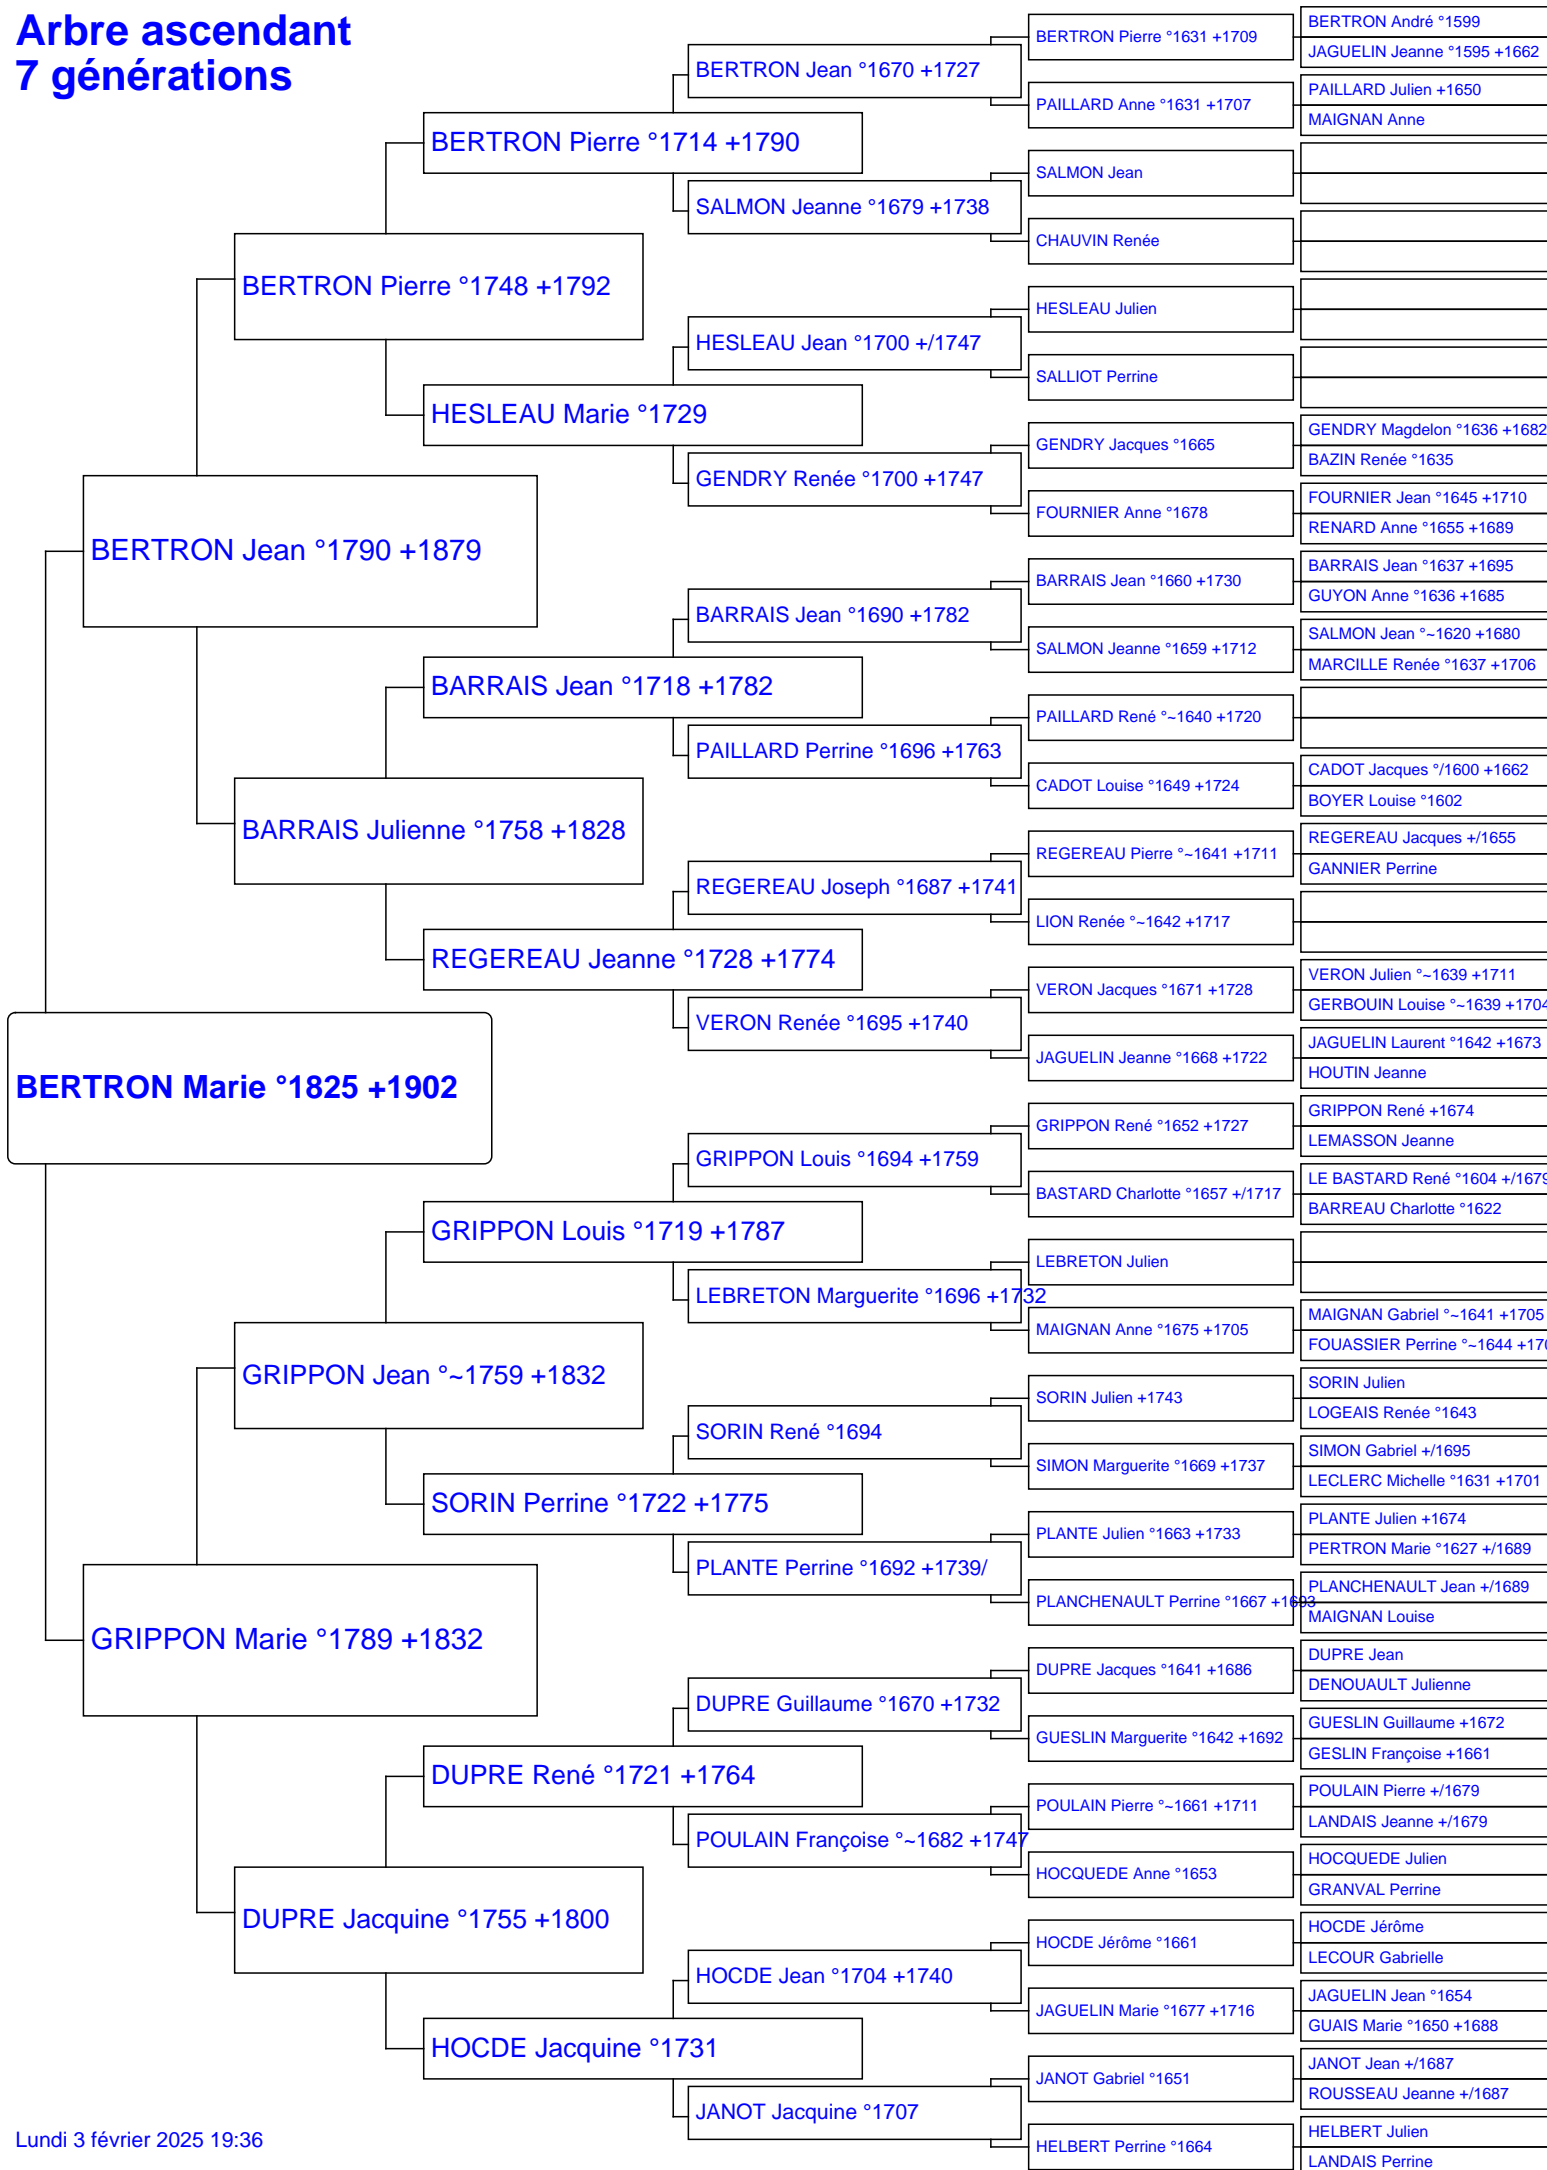 Arbre ascendant
7 générations
BERTRON Marie °1825 +1902
BERTRON Jean °1790 +1879
GRIPPON Marie °1789 +1832
BERTRON Pierre °1748 +1792
BARRAIS Julienne °1758 +1828
GRIPPON Jean °~1759 +1832
DUPRE Jacquine °1755 +1800
BERTRON Pierre °1714 +1790
HESLEAU Marie °1729
BARRAIS Jean °1718 +1782
REGEREAU Jeanne °1728 +1774
GRIPPON Louis °1719 +1787
SORIN Perrine °1722 +1775
DUPRE René °1721 +1764
HOCDE Jacquine °1731
BERTRON Jean °1670 +1727
SALMON Jeanne °1679 +1738
HESLEAU Jean °1700 +/1747
GENDRY Renée °1700 +1747
BARRAIS Jean °1690 +1782
PAILLARD Perrine °1696 +1763
REGEREAU Joseph °1687 +1741
VERON Renée °1695 +1740
GRIPPON Louis °1694 +1759
LEBRETON Marguerite °1696 +1732
SORIN René °1694
PLANTE Perrine °1692 +1739/
DUPRE Guillaume °1670 +1732
POULAIN Françoise °~1682 +1747
HOCDE Jean °1704 +1740
JANOT Jacquine °1707
BERTRON Pierre °1631 +1709
PAILLARD Anne °1631 +1707
SALMON Jean
CHAUVIN Renée
HESLEAU Julien
SALLIOT Perrine
GENDRY Jacques °1665
FOURNIER Anne °1678
BARRAIS Jean °1660 +1730
SALMON Jeanne °1659 +1712
PAILLARD René °~1640 +1720
CADOT Louise °1649 +1724
REGEREAU Pierre °~1641 +1711
LION Renée °~1642 +1717
VERON Jacques °1671 +1728
JAGUELIN Jeanne °1668 +1722
GRIPPON René °1652 +1727
BASTARD Charlotte °1657 +/1717
LEBRETON Julien
MAIGNAN Anne °1675 +1705
SORIN Julien +1743
SIMON Marguerite °1669 +1737
PLANTE Julien °1663 +1733
PLANCHENAULT Perrine °1667 +1693
DUPRE Jacques °1641 +1686
GUESLIN Marguerite °1642 +1692
POULAIN Pierre °~1661 +1711
HOCQUEDE Anne °1653
HOCDE Jérôme °1661
JAGUELIN Marie °1677 +1716
JANOT Gabriel °1651
HELBERT Perrine °1664
BERTRON André °1599
JAGUELIN Jeanne °1595 +1662
PAILLARD Julien +1650
MAIGNAN Anne
GENDRY Magdelon °1636 +1682
BAZIN Renée °1635
FOURNIER Jean °1645 +1710
RENARD Anne °1655 +1689
BARRAIS Jean °1637 +1695
GUYON Anne °1636 +1685
SALMON Jean °~1620 +1680
MARCILLE Renée °1637 +1706
CADOT Jacques °/1600 +1662
BOYER Louise °1602
REGEREAU Jacques +/1655
GANNIER Perrine
VERON Julien °~1639 +1711
GERBOUIN Louise °~1639 +1704
JAGUELIN Laurent °1642 +1673
HOUTIN Jeanne
GRIPPON René +1674
LEMASSON Jeanne
LE BASTARD René °1604 +/1679
BARREAU Charlotte °1622
MAIGNAN Gabriel °~1641 +1705
FOUASSIER Perrine °~1644
SORIN Julien
LOGEAIS Renée °1643
SIMON Gabriel +/1695
LECLERC Michelle °1631 +1701
PLANTE Julien +1674
PERTRON Marie °1627 +/1689
PLANCHENAULT Jean +/1689
MAIGNAN Louise
DUPRE Jean
DENOUAULT Julienne
GUESLIN Guillaume +1672
GESLIN Françoise +1661
POULAIN Pierre +/1679
LANDAIS Jeanne +/1679
HOCQUEDE Julien
GRANVAL Perrine
HOCDE Jérôme
LECOUR Gabrielle
JAGUELIN Jean °1654
GUAIS Marie °1650 +1688
JANOT Jean +/1687
ROUSSEAU Jeanne +/1687
HELBERT Julien
LANDAIS Perrine
Lundi 3 février 2025 19:36